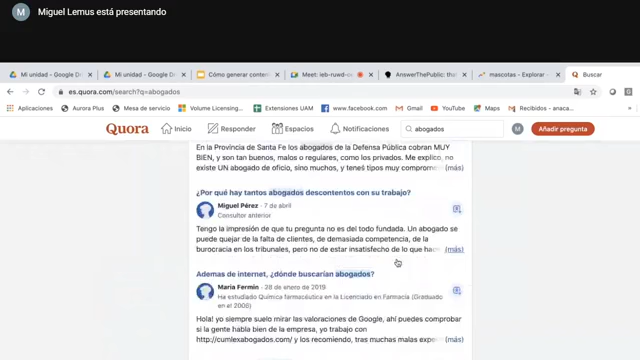 M Miguel Lemus está presentando
Mi unidad - Google Dr
Mi unidad - Google Dr
Cómo generar conten
Meet: ieb-ruwd-cc
AnswerThePublic: that
mascotas - Explorar -
Buscar
es.quora.com/search?q=abogados
Aplicaciones
Aurora Plus
Mesa de servicio
Volume Licensing
Extensiones UAM
www.facebook.com
Gmail
YouTube
Maps
Recibidos - anaca
Quora
Inicio
Responder
Espacios
Notificaciones
abogados
M
Añadir pregunta
En la Provincia de Santa Fe los abogados de la Defensa Pública cobran MUY
BIEN, y son tan buenos, malos o regulares, como los privados. Me explico, no
existe UN abogado de oficio, sino muchos, y tenés tipos muy (más)
¿Por qué hay tantos abogados descontentos con su trabajo?
Miguel Pérez · 7 de abril
Consultor anterior
Tengo la impresión de que tu pregunta no es del todo fundada. Un abogado se
puede quejar de la falta de clientes, de demasiada competencia, de la
burocracia en los tribunales, pero no de estar insatisfecho de lo que (más)
Ademas de internet, ¿dónde buscarían abogados?
Maria Fermin · 28 de enero de 2019
Ha estudiado Química farmacéutica en la Licenciado en Farmacia (Graduado
en el 2006)
Hola! yo siempre suelo mirar las valoraciones de Google, ahí puedes comprobar
si la gente habla bien de la empresa, yo trabajo con
http://cumlexabogados.com/ y los recomiendo, tras muchas malas (más)